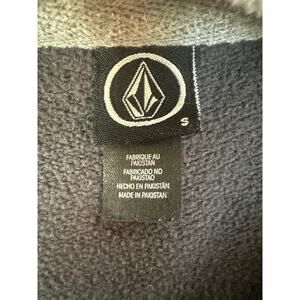 S
FABRIQUE AU
PAKISTAN
FABRICADO NO
PAKISTAO
HECHO EN PAKISTÁN
MADE IN PAKISTAN